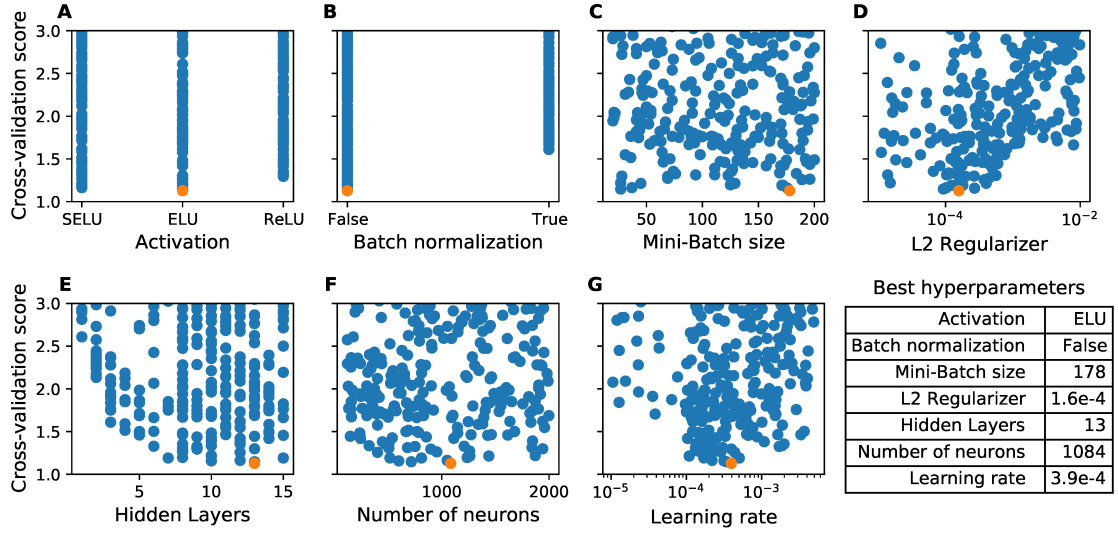 A B C D
Cross-validation score
3.0
2.5
2.0
1.5
1.0
SELU ELU ReLU
Activation
False True
Batch normalization
50 100 150 200
Mini-Batch size
10⁻⁴ 10⁻²
L2 Regularizer
E F G
Cross-validation score
3.0
2.5
2.0
1.5
1.0
5 10 15
Hidden Layers
1000 2000
Number of neurons
10⁻⁵ 10⁻⁴ 10⁻³
Learning rate
Best hyperparameters
Activation ELU
Batch normalization False
Mini-Batch size 178
L2 Regularizer 1.6e-4
Hidden Layers 13
Number of neurons 1084
Learning rate 3.9e-4